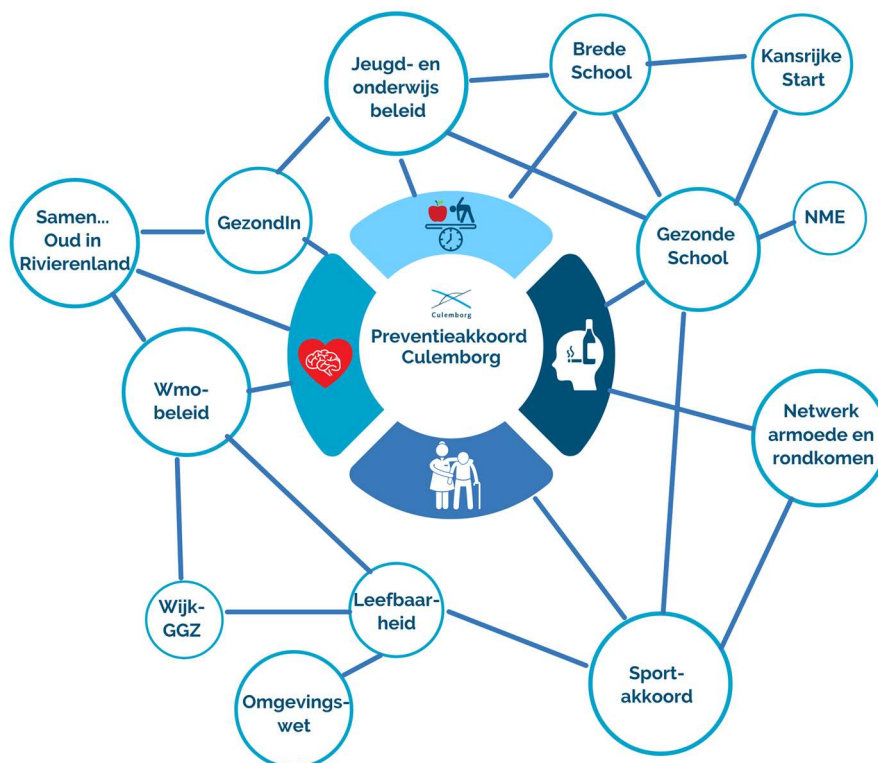 Jeugd- en
onderwijs
beleid
Brede
School
Kansrijke
Start
Samen...
Oud in
Rivierenland
GezondIn
Gezonde
School
NME
Culemborg
Preventieakkoord
Culemborg
Wmo-
beleid
Netwerk
armoede en
rondkomen
Wijk-
GGZ
Leefbaar-
heid
Omgevings-
wet
Sport-
akkoord